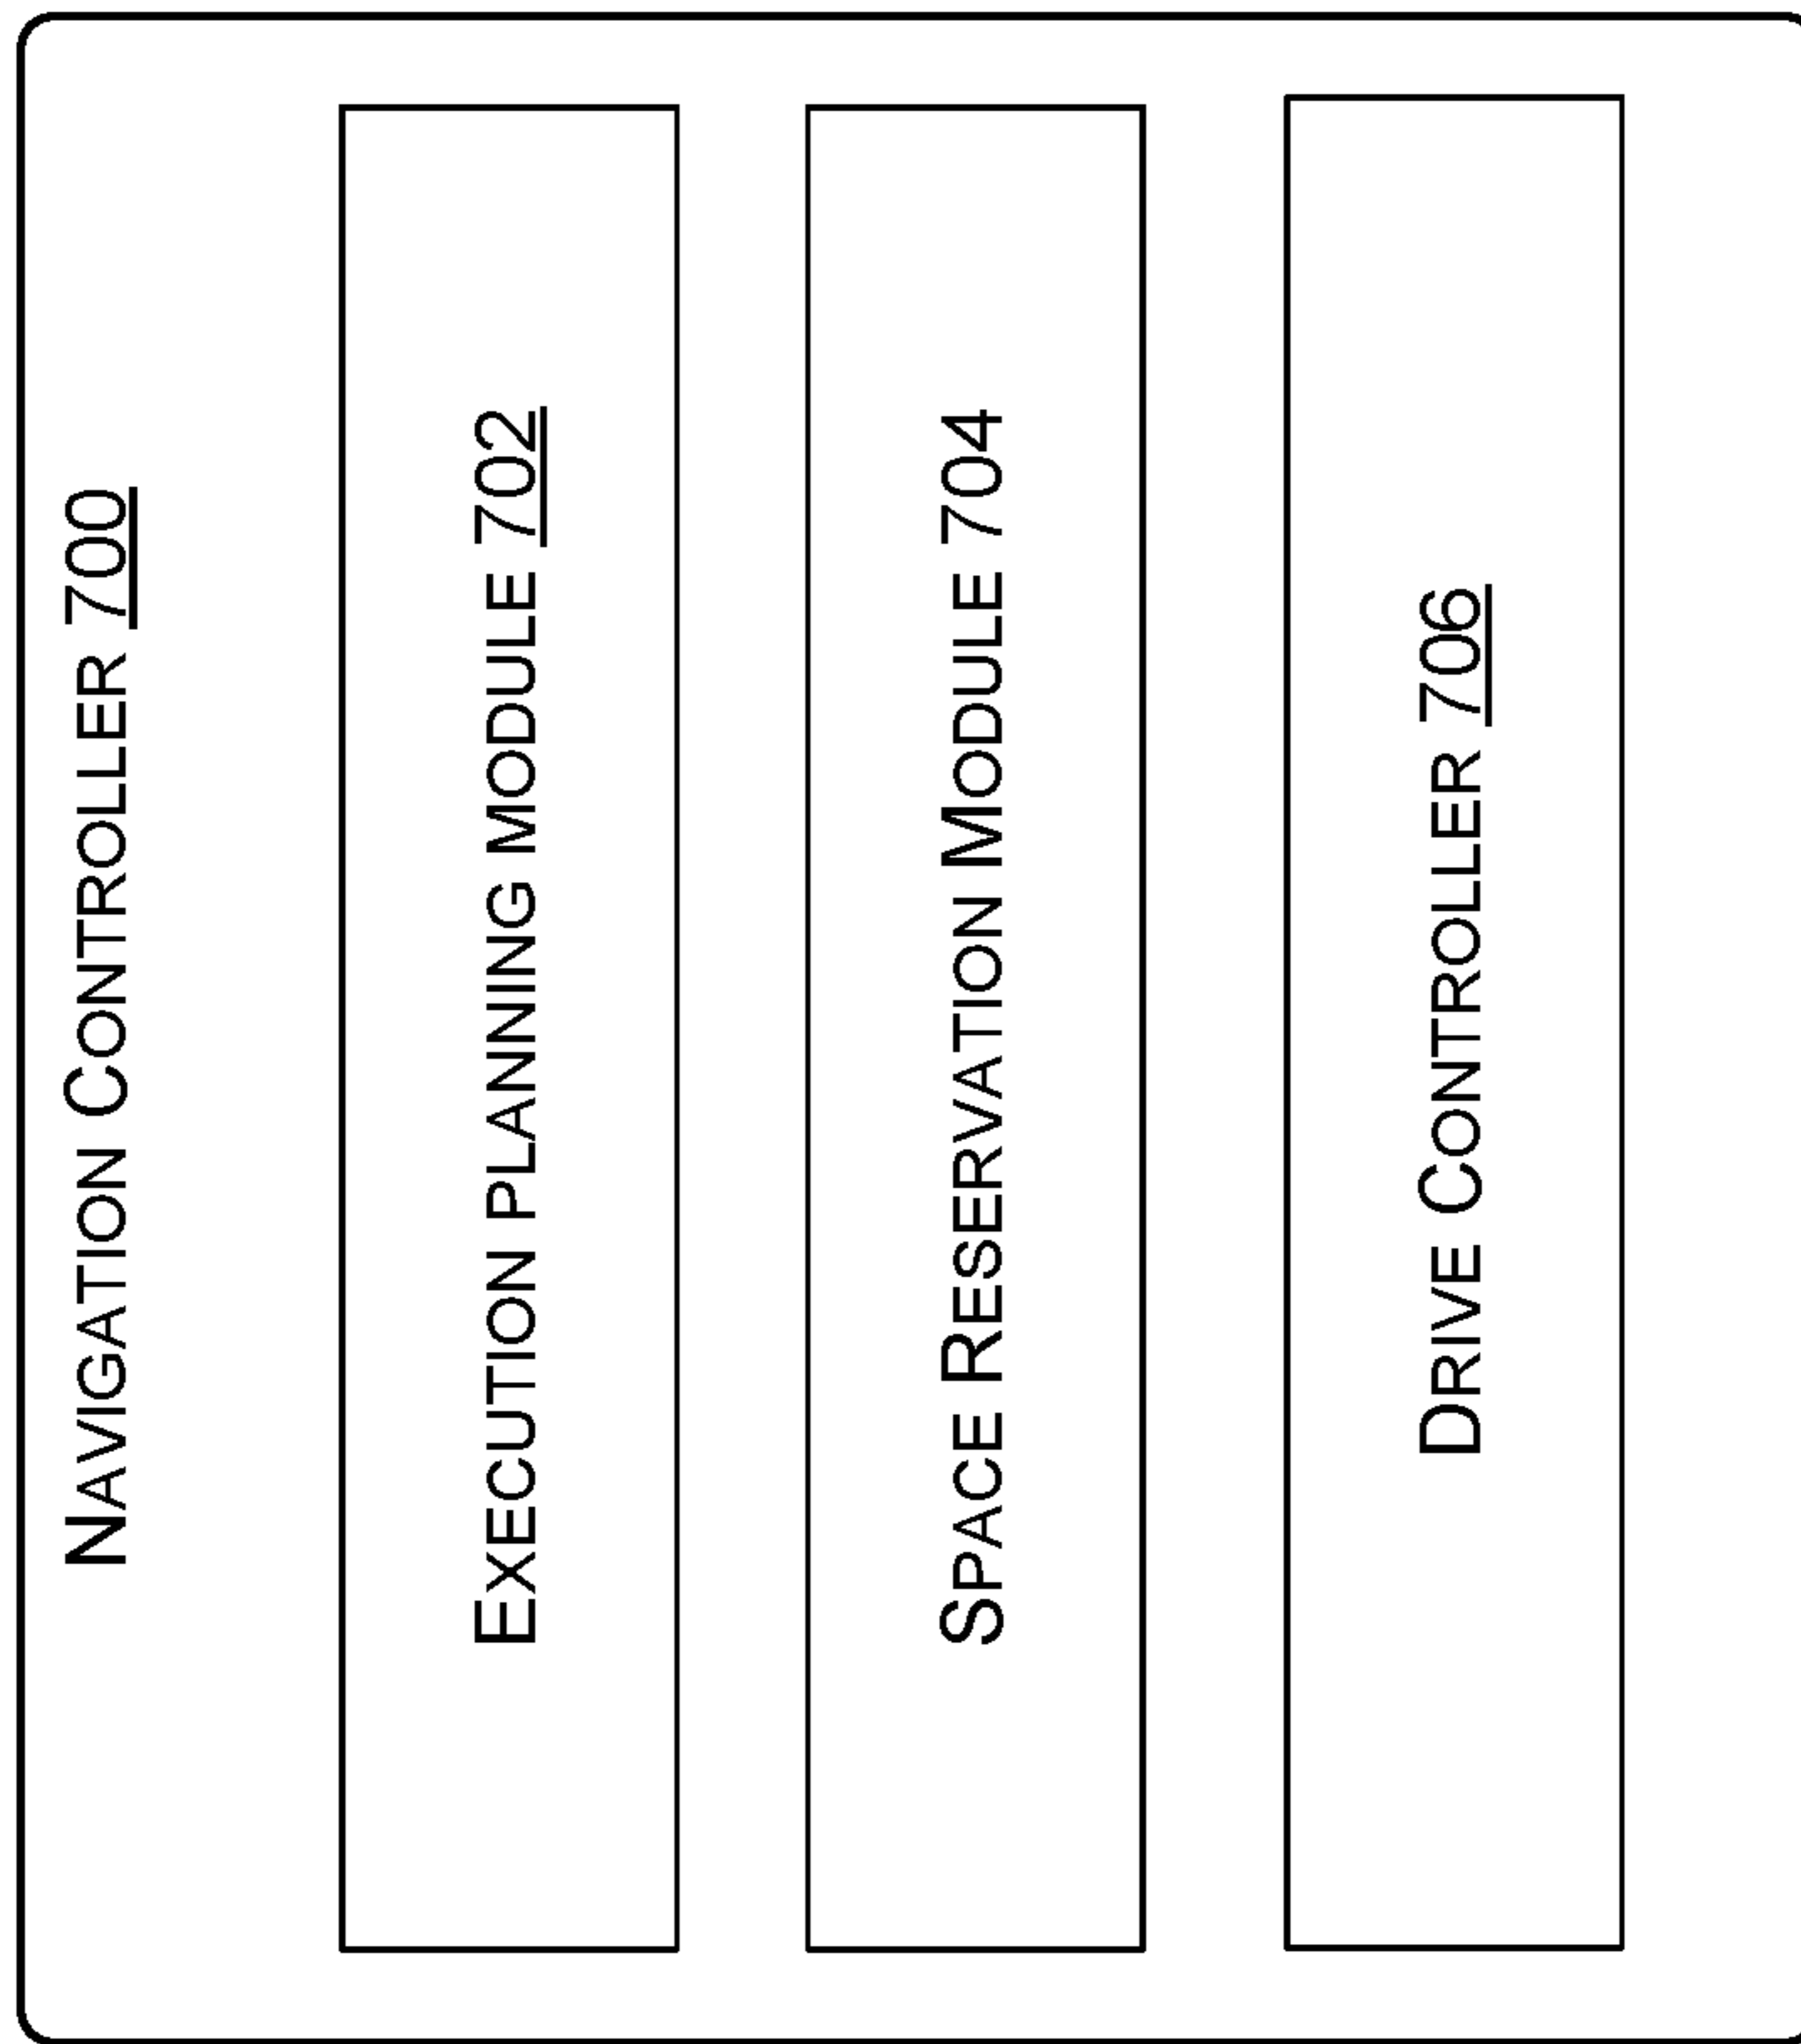 NAVIGATION CONTROLLER 700
EXECUTION PLANNING MODULE 702
SPACE RESERVATION MODULE 704
DRIVE CONTROLLER 706